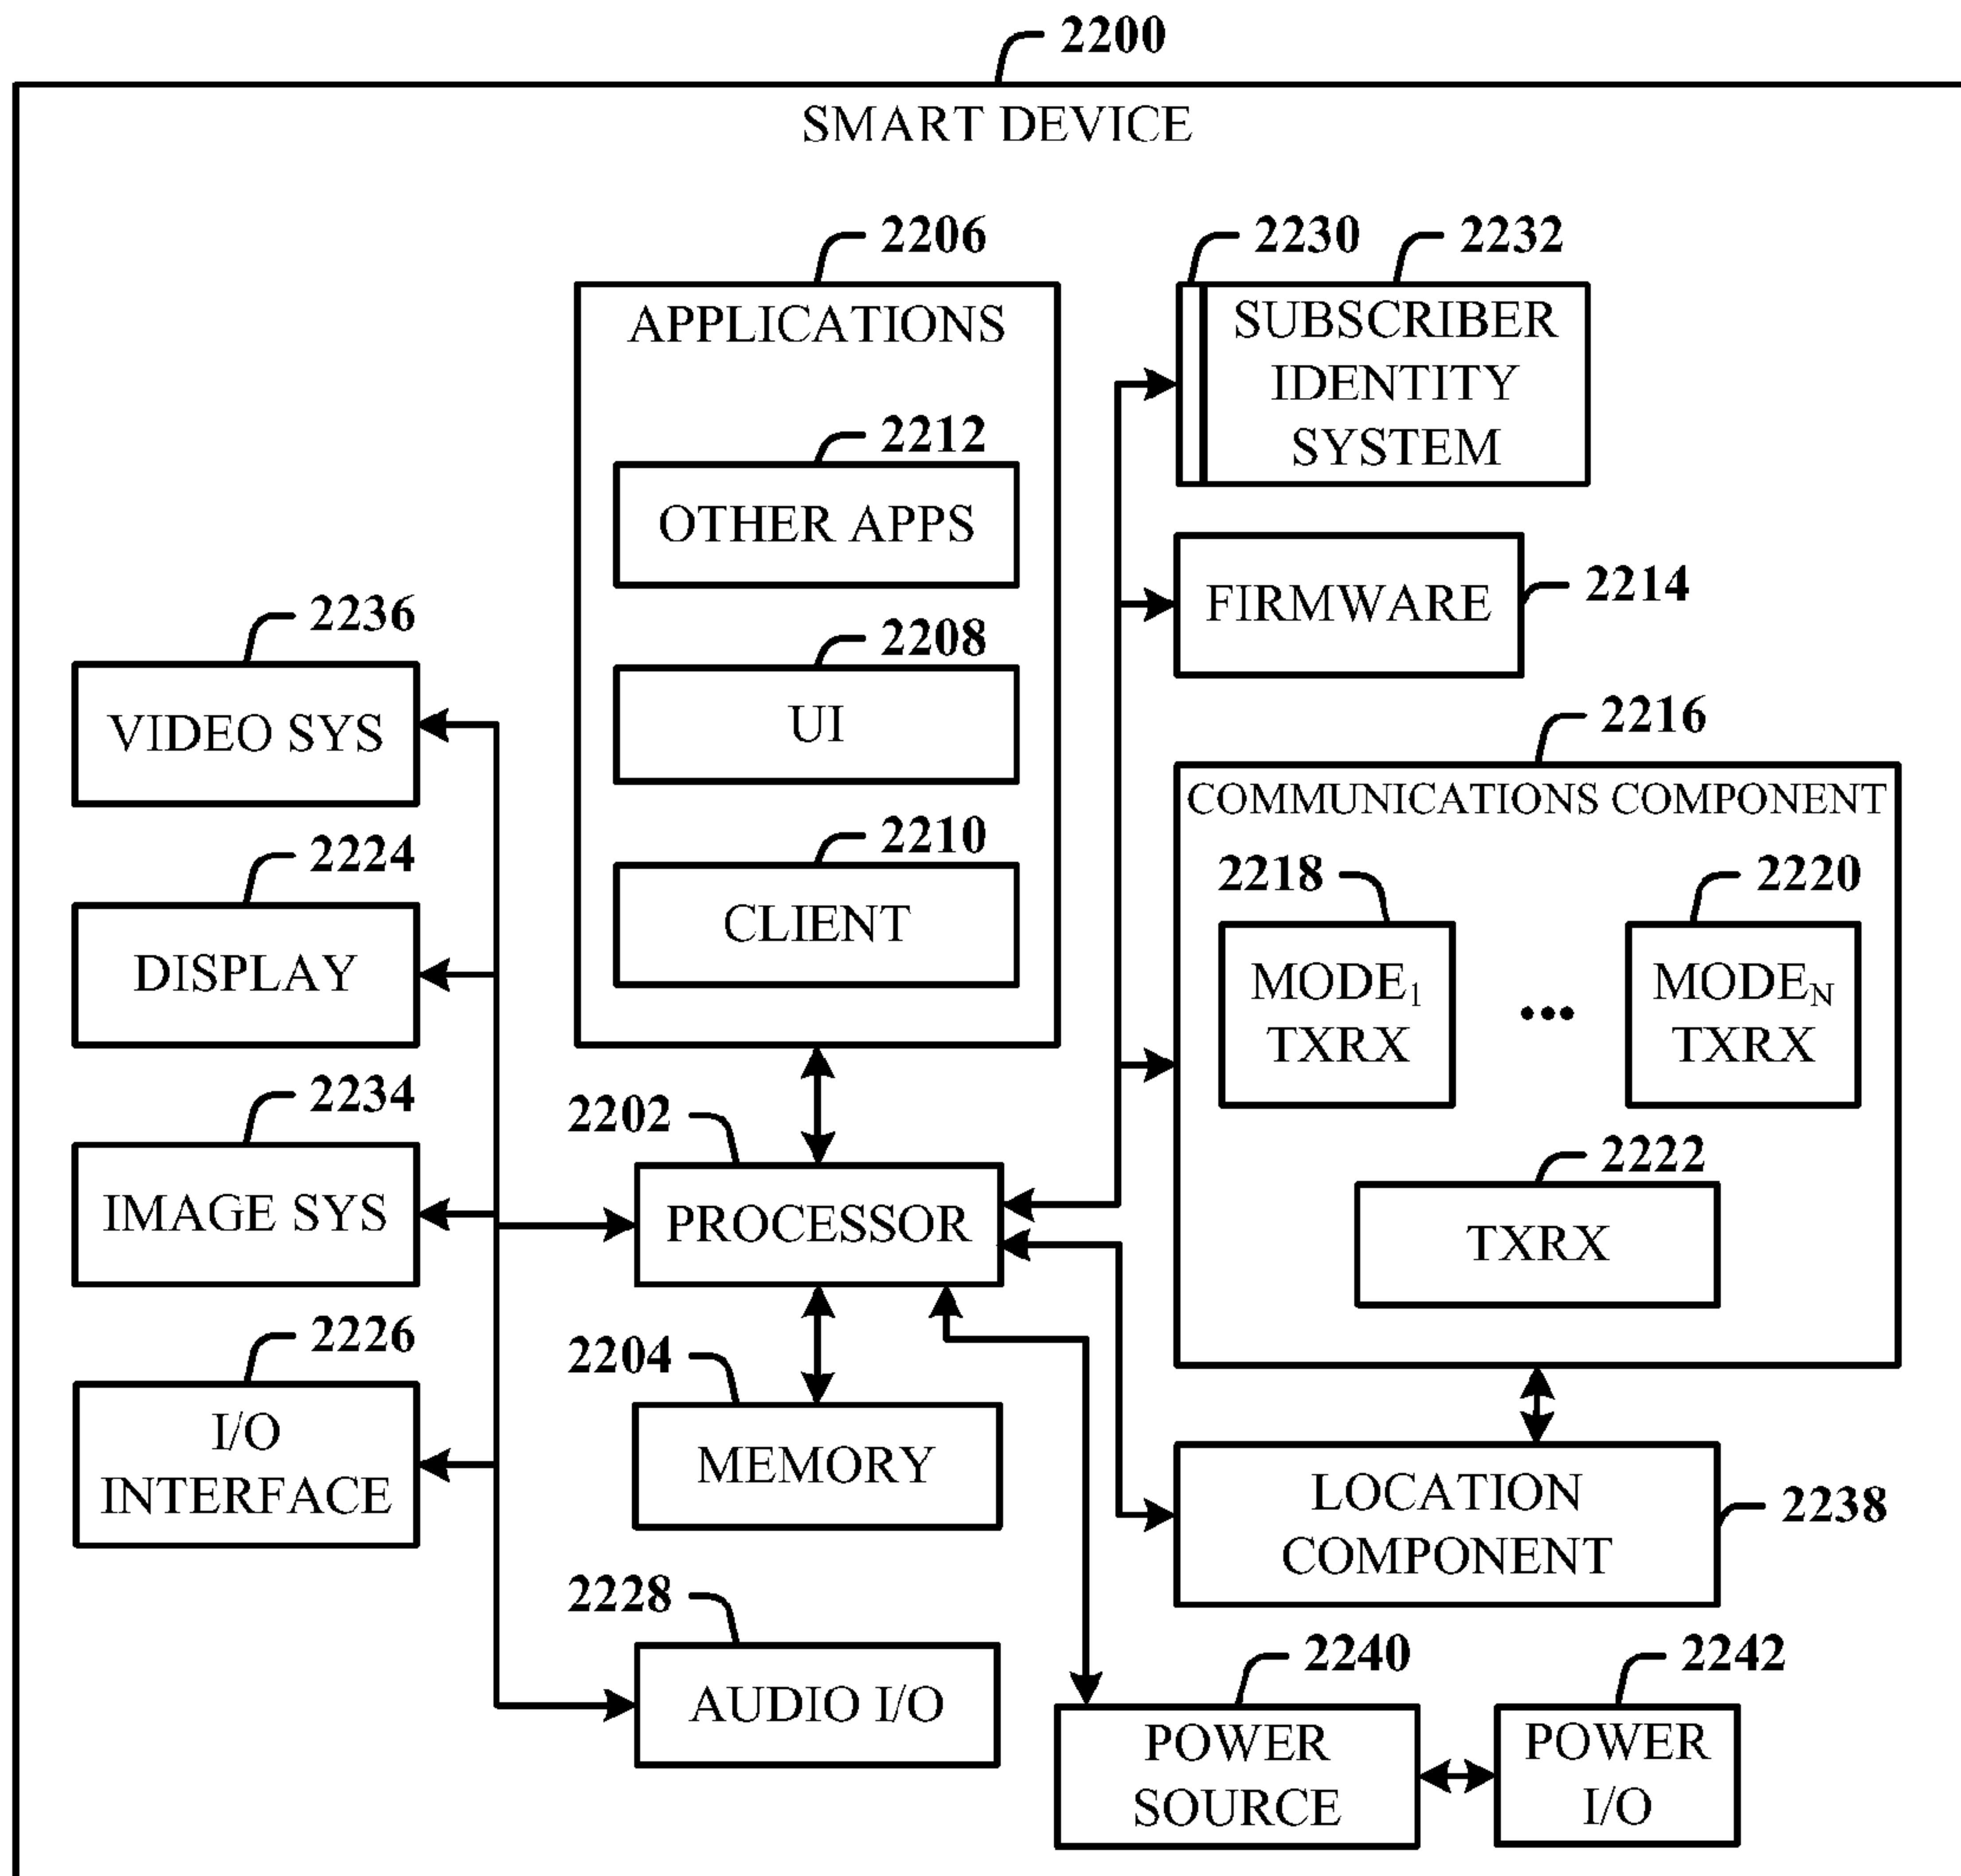 2200
SMART DEVICE
2206
APPLICATIONS
2212
OTHER APPS
2208
UI
2210
CLIENT
2230
2232
SUBSCRIBER
IDENTITY
SYSTEM
FIRMWARE
2214
2216
COMMUNICATIONS COMPONENT
2218
MODE₁
TXRX
...
2220
MODE_N
TXRX
2222
TXRX
2236
VIDEO SYS
2224
DISPLAY
2234
IMAGE SYS
2226
I/O
INTERFACE
2202
PROCESSOR
2204
MEMORY
2228
AUDIO I/O
LOCATION
COMPONENT
2238
2240
POWER
SOURCE
2242
POWER
I/O